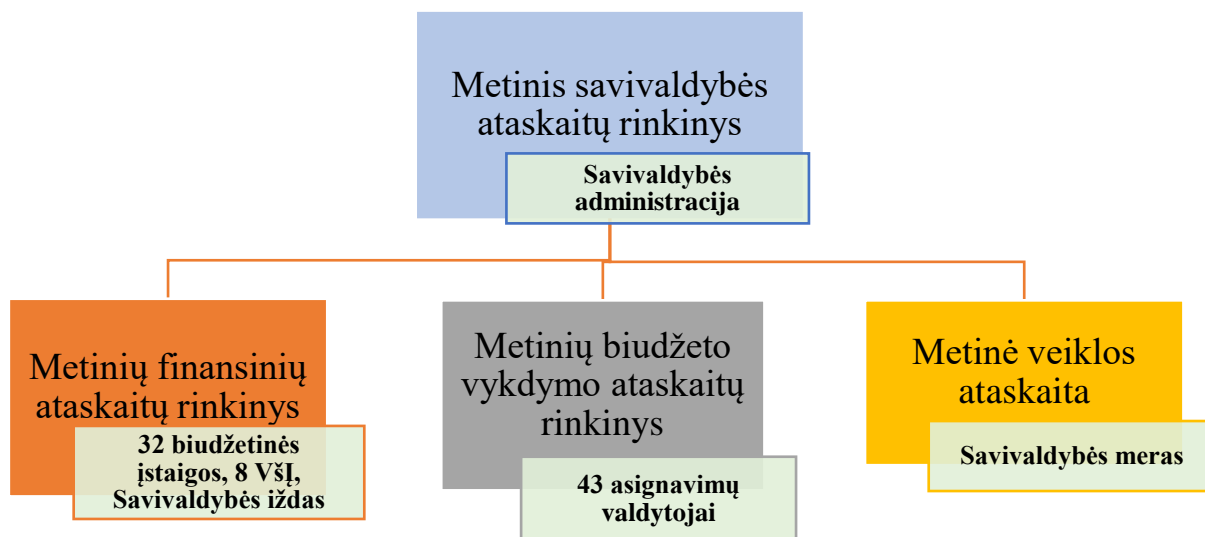 Metinis savivaldybės
ataskaitų rinkinys
Savivaldybės
administracija
Metinių finansinių
ataskaitų rinkinys
32 biudžetinės
įstaigos, 8 VšĮ,
Savivaldybės iždas
Metinių biudžeto
vykdymo ataskaitų
rinkinys
43 asignavimų
valdytojai
Metinė veiklos
ataskaita
Savivaldybės meras